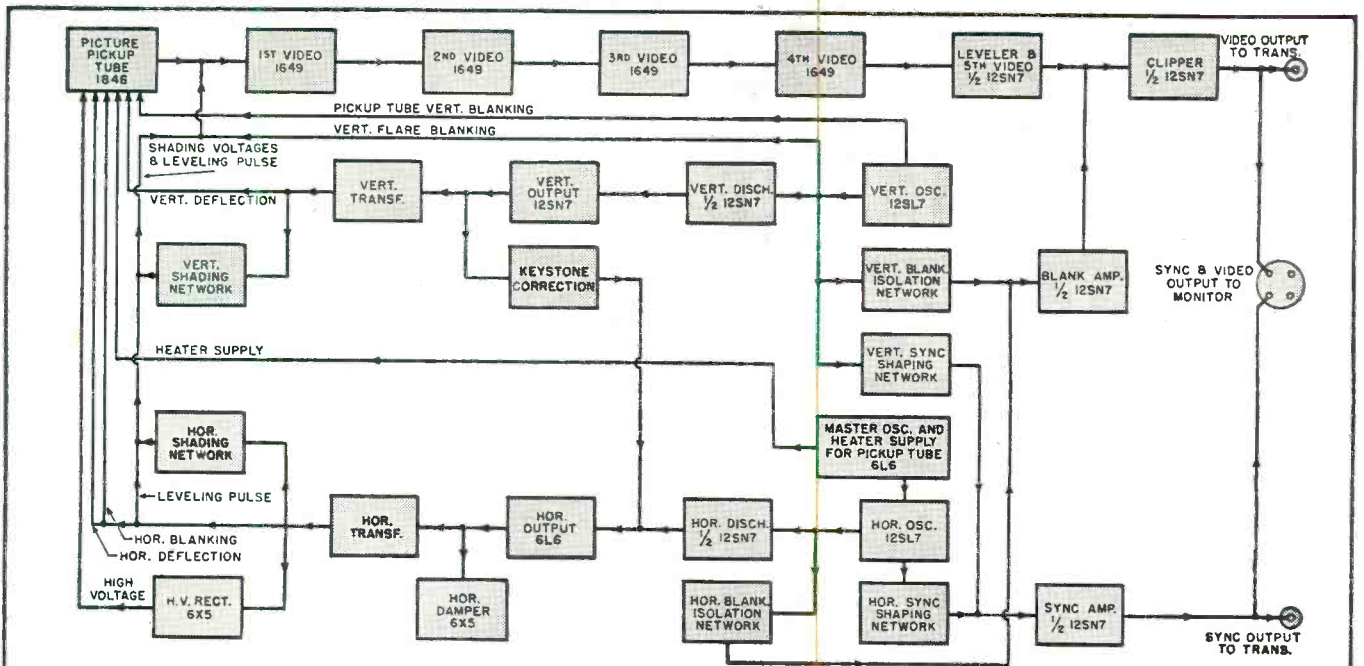 PICTURE
PICKUP
TUBE
1846
1ST VIDEO
1649
2ND VIDEO
1649
3RD VIDEO
1649
4TH VIDEO
1649
LEVELER &
5TH VIDEO
1/2 12SN7
CLIPPER
1/2 12SN7
VIDEO OUTPUT
TO TRANS.
PICKUP TUBE VERT. BLANKING
VERT. FLARE BLANKING
SHADING VOLTAGES
& LEVELING PULSE
VERT. DEFLECTION
VERT.
TRANSF.
VERT.
OUTPUT
12SN7
VERT. DISCH.
1/2 12SN7
VERT. OSC.
12SL7
VERT.
SHADING
NETWORK
KEYSTONE
CORRECTION
VERT. BLANK.
ISOLATION
NETWORK
BLANK AMP.
1/2 12SN7
SYNC & VIDEO
OUTPUT TO
MONITOR
HEATER SUPPLY
VERT. SYNC
SHAPING
NETWORK
HOR.
SHADING
NETWORK
MASTER OSC. AND
HEATER SUPPLY
FOR PICKUP TUBE
6L6
LEVELING PULSE
HOR.
TRANSF.
HOR.
OUTPUT
6L6
HOR. DISCH.
1/2 12SN7
HOR. OSC.
12SL7
HOR. BLANKING
HOR. DEFLECTION
HIGH
VOLTAGE
H.V. RECT.
6X5
HOR.
DAMPER
6X5
HOR. BLANK.
ISOLATION
NETWORK
HOR. SYNC
SHAPING
NETWORK
SYNC AMP.
1/2 12SN7
SYNC OUTPUT
TO TRANS.